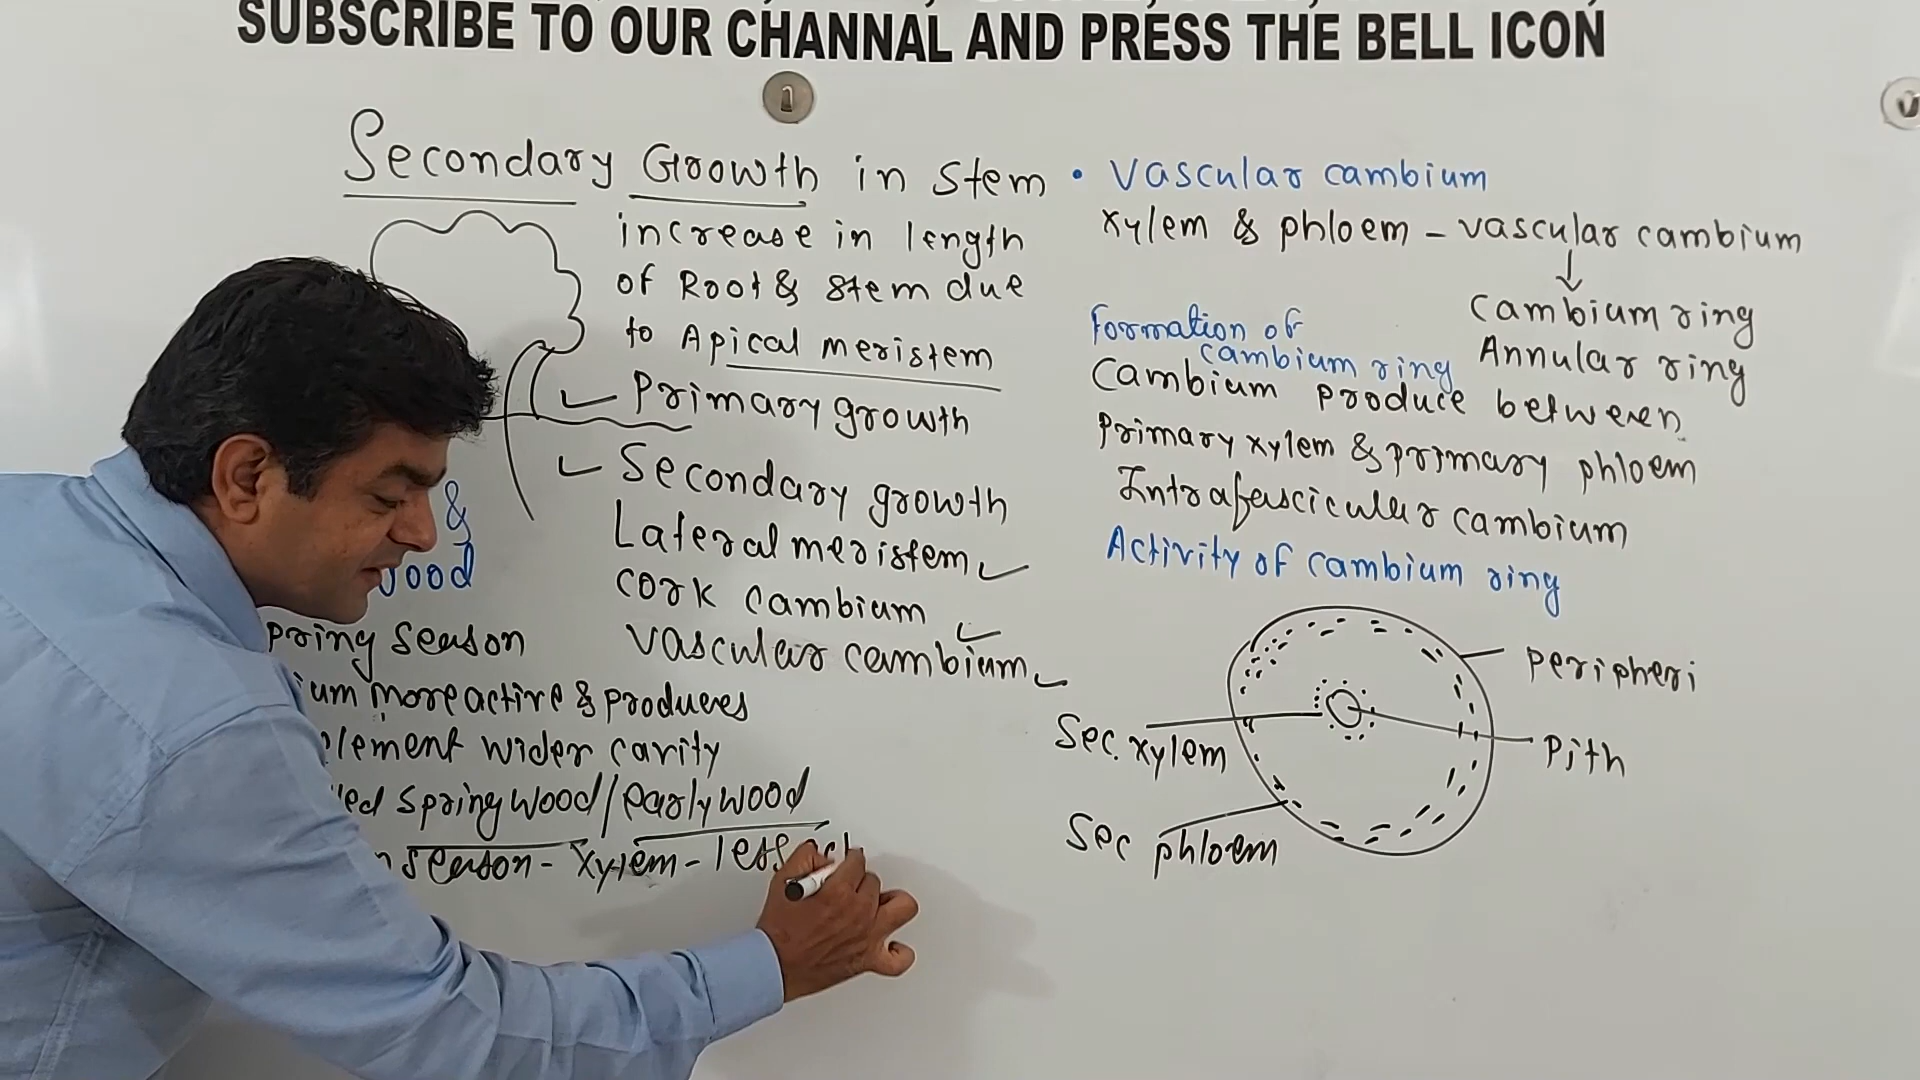 SUBSCRIBE TO OUR CHANNAL AND PRESS THE BELL ICON
Secondary Growth in Stem
increase in length
of Root & Stem due
to Apical meristem
Primary growth
Secondary growth
Lateral meristem
cork cambium
vascular cambium
&
wood
pring season
ium more active & produces
element wider cavity
led spring wood/early wood
n season - xylem - less act
• Vascular cambium
xylem & phloem - vascular cambium
↓
Cambium ring
Annular ring
Formation of
cambium ring
Cambium produce between
Primary xylem & primary phloem
Intrafascicular cambium
Activity of cambium ring
Peripheri
Sec. xylem
Pith
Sec phloem